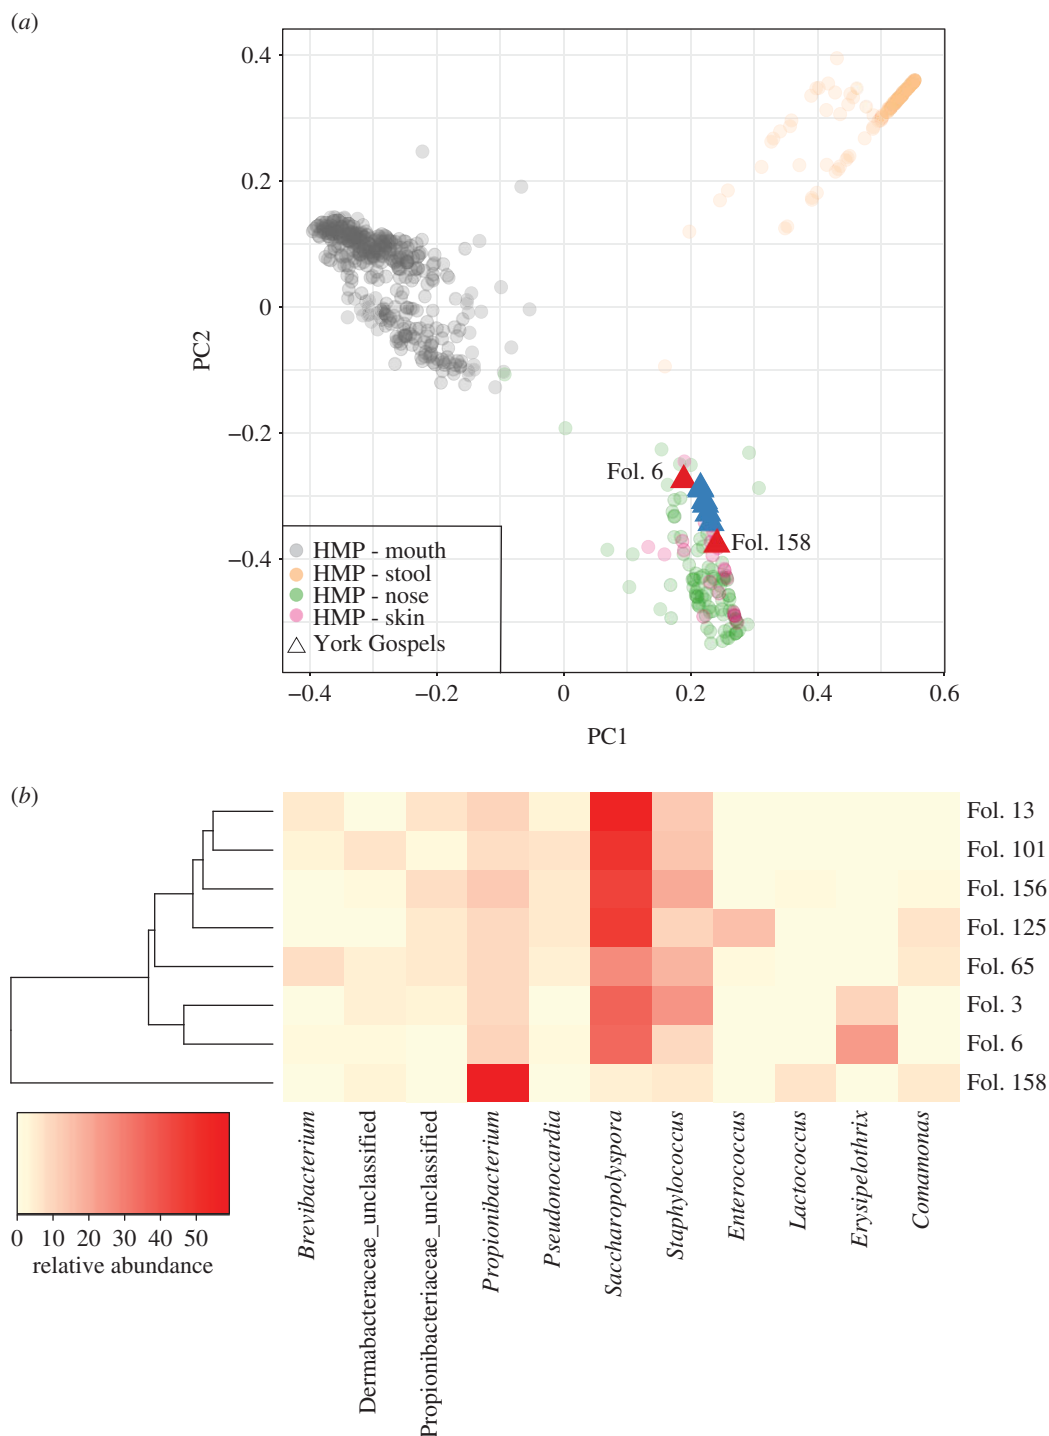 (a)
0.4
0.2
0
−0.2
−0.4
PC2
Fol. 6
Fol. 158
HMP - mouth
HMP - stool
HMP - nose
HMP - skin
York Gospels
−0.4 −0.2 0 0.2 0.4 0.6
PC1
(b)
Fol. 13
Fol. 101
Fol. 156
Fol. 125
Fol. 65
Fol. 3
Fol. 6
Fol. 158
0 10 20 30 40 50
relative abundance
Brevibacterium
Dermabacteraceae_unclassified
Propionibacteriaceae_unclassified
Propionibacterium
Pseudonocardia
Saccharopolyspora
Staphylococcus
Enterococcus
Lactococcus
Erysipelothrix
Comamonas